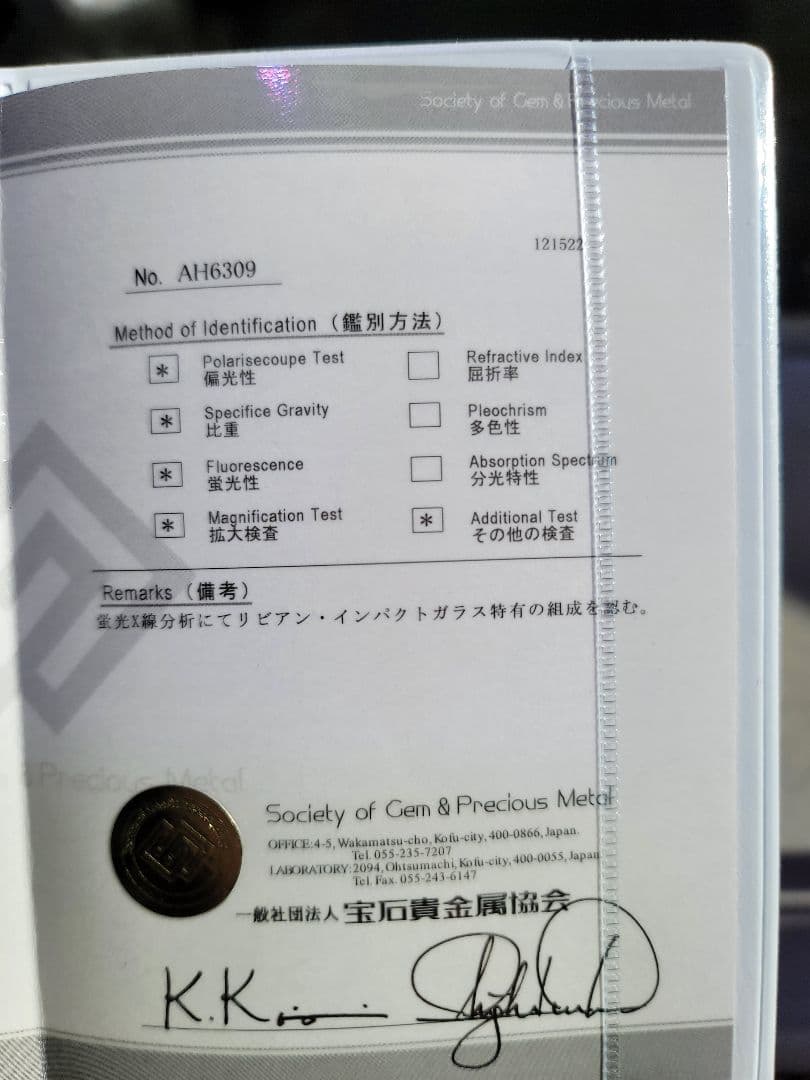 Society of Gem & Precious Metal
121522
No. AH6309
Method of Identification (鑑別方法)
* Polarisecoupe Test
偏光性
Refractive Index
屈折率
* Specifice Gravity
比重
Pleochrism
多色性
* Fluorescence
蛍光性
Absorption Spectrum
分光特性
* Magnification Test
拡大検査
* Additional Test
その他の検査
Remarks (備考)
蛍光X線分析にてリビアン・インパクトガラス特有の組成を認む。
& Precious Metal
Society of Gem & Precious Metal
OFFICE:4-5, Wakamatsu-cho, Kofu-city, 400-0866, Japan.
Tel. 055-235-7207
LABORATORY:2094, Ohtsumachi, Kofu-city, 400-0055, Japan.
Tel. Fax. 055-243-6147
一般社団法人 宝石貴金属協会